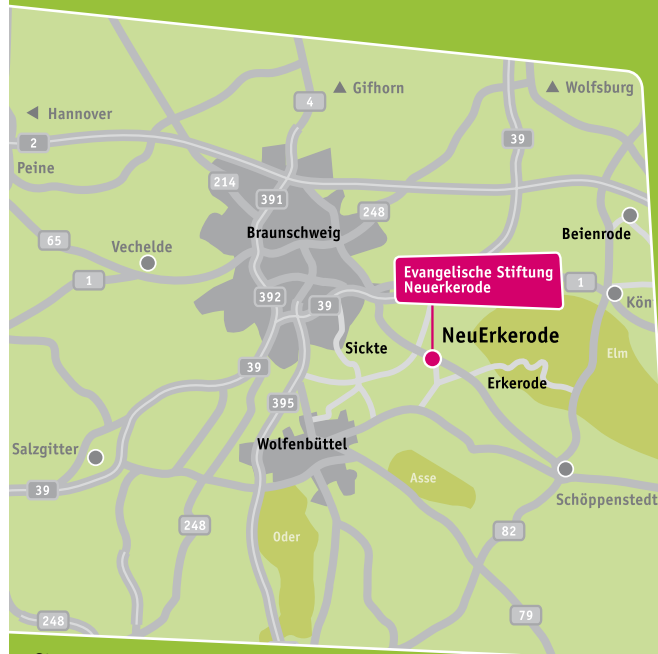 Gifhorn
Wolfsburg
4
Hannover
39
2
Peine
214
391
248
Beienrode
Braunschweig
65
Vechelde
1
Evangelische Stiftung
Neuerkerode
1
392
39
Kön
NeuErkerode
Sickte
Elm
39
Erkerode
395
Wolfenbüttel
Salzgitter
Asse
39
Schöppenstedt
248
82
Oder
79
248